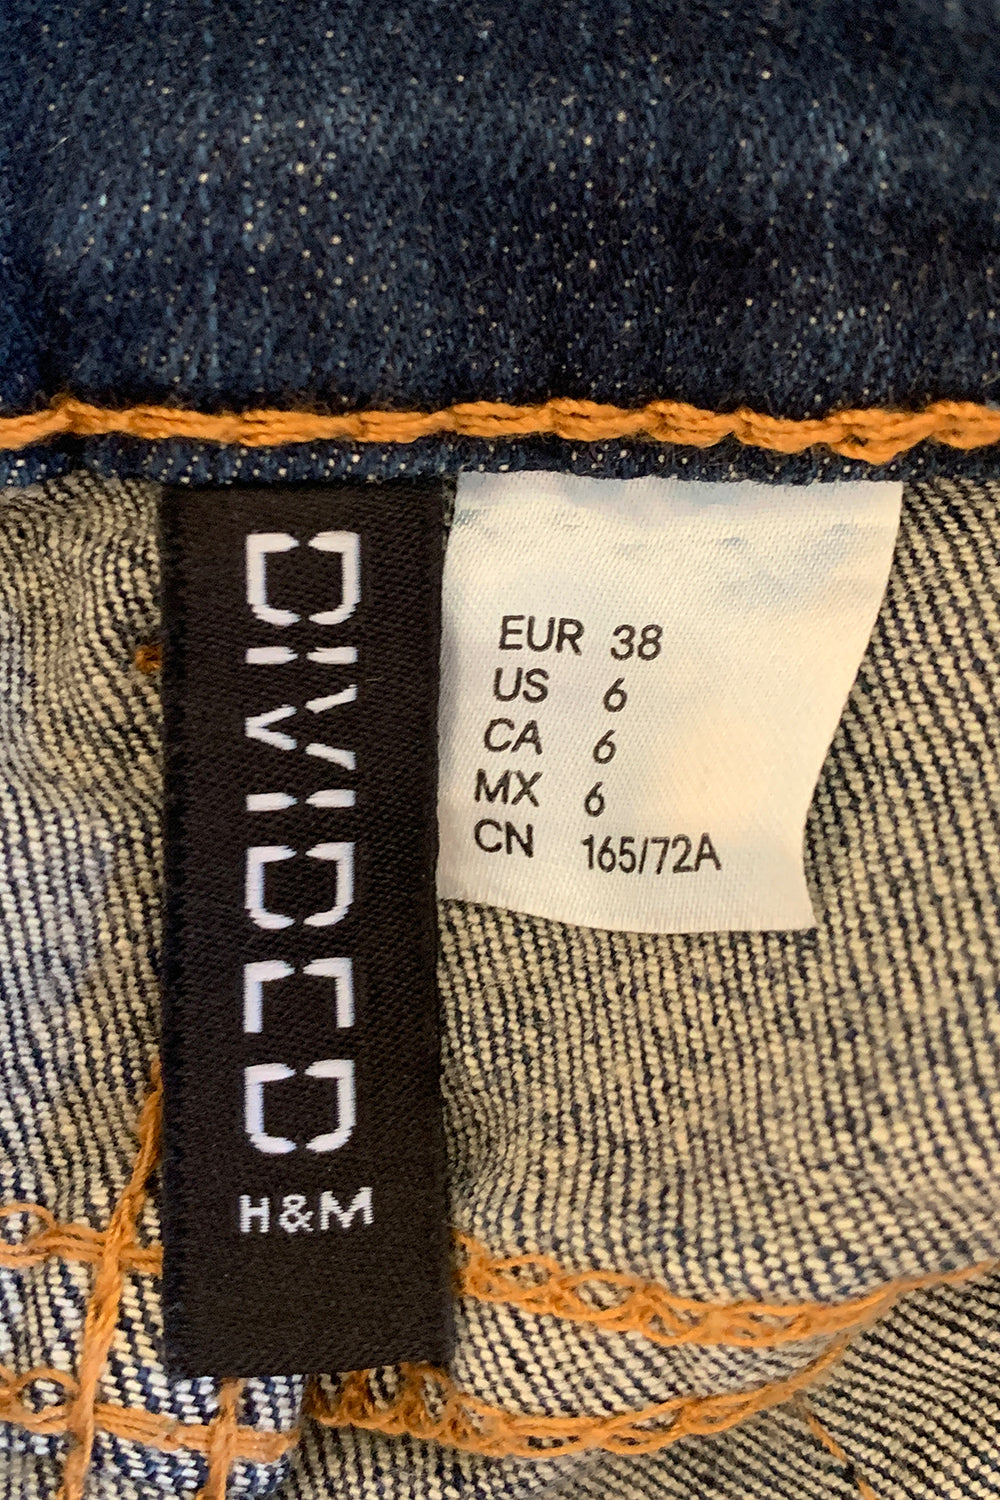 DIVIDED
H&M
EUR 38
US 6
CA 6
MX 6
CN 165/72A